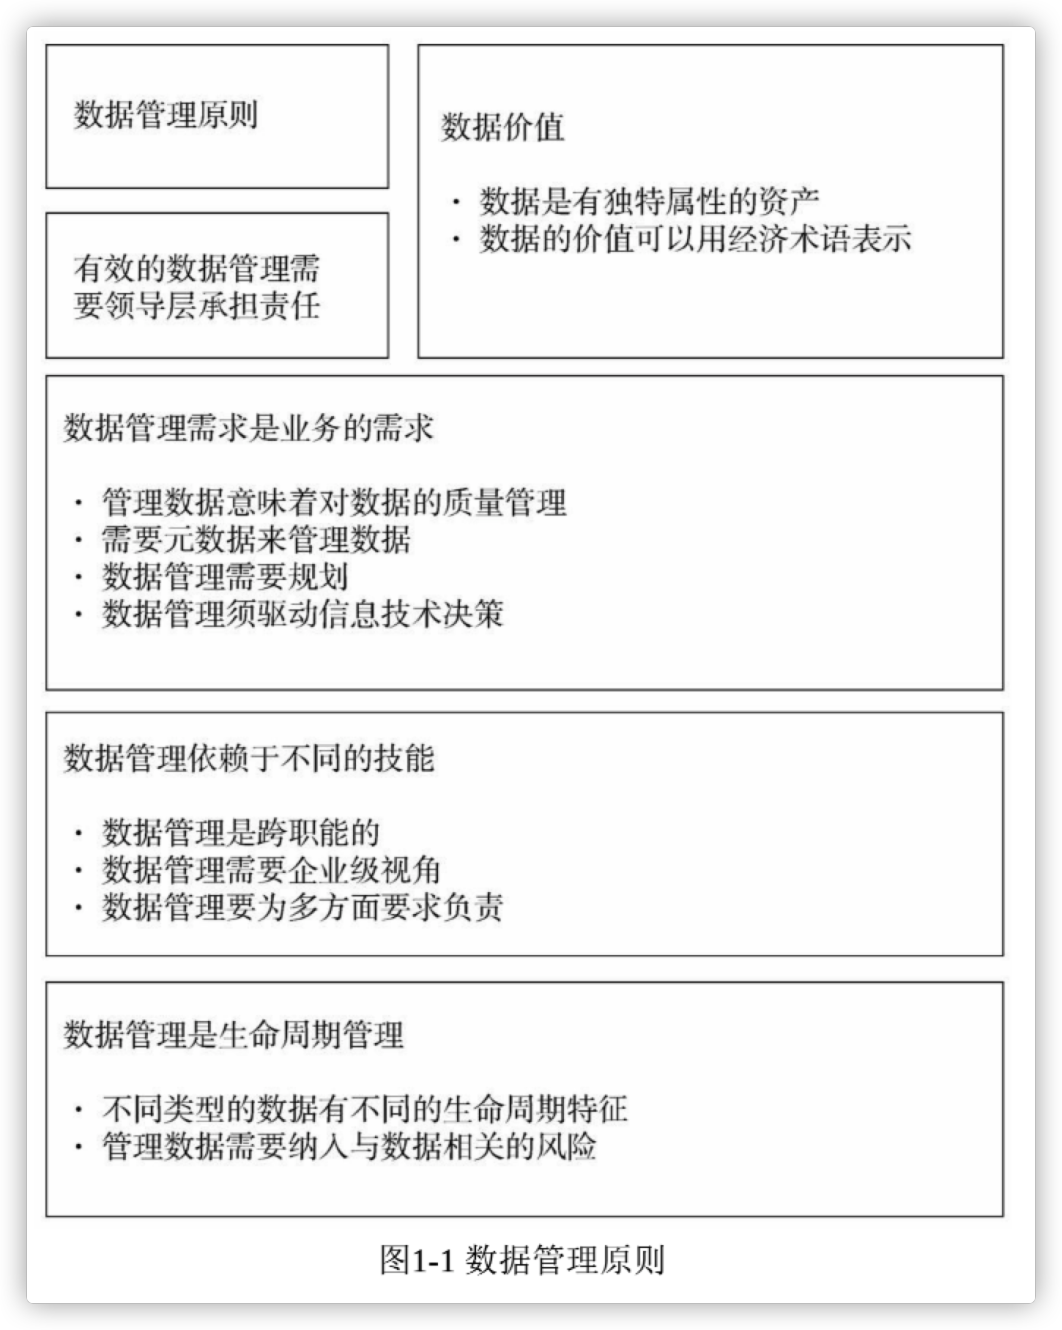 数据管理原则
有效的数据管理需
要领导层承担责任
数据价值
· 数据是有独特属性的资产
· 数据的价值可以用经济术语表示
数据管理需求是业务的需求
· 管理数据意味着对数据的质量管理
· 需要元数据来管理数据
· 数据管理需要规划
· 数据管理须驱动信息技术决策
数据管理依赖于不同的技能
· 数据管理是跨职能的
· 数据管理需要企业级视角
· 数据管理要为多方面要求负责
数据管理是生命周期管理
· 不同类型的数据有不同的生命周期特征
· 管理数据需要纳入与数据相关的风险
图1-1 数据管理原则